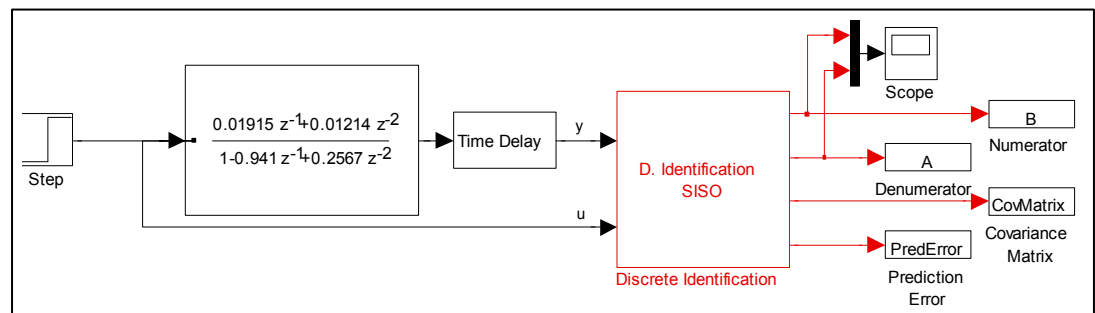 Step
0.01915 z-1+0.01214 z-2
1-0.941 z-1+0.2567 z-2
Time Delay
y
u
D. Identification
SISO
Discrete Identification
Scope
B
Numerator
A
Denumerator
CovMatrix
Covariance
Matrix
PredError
Prediction
Error